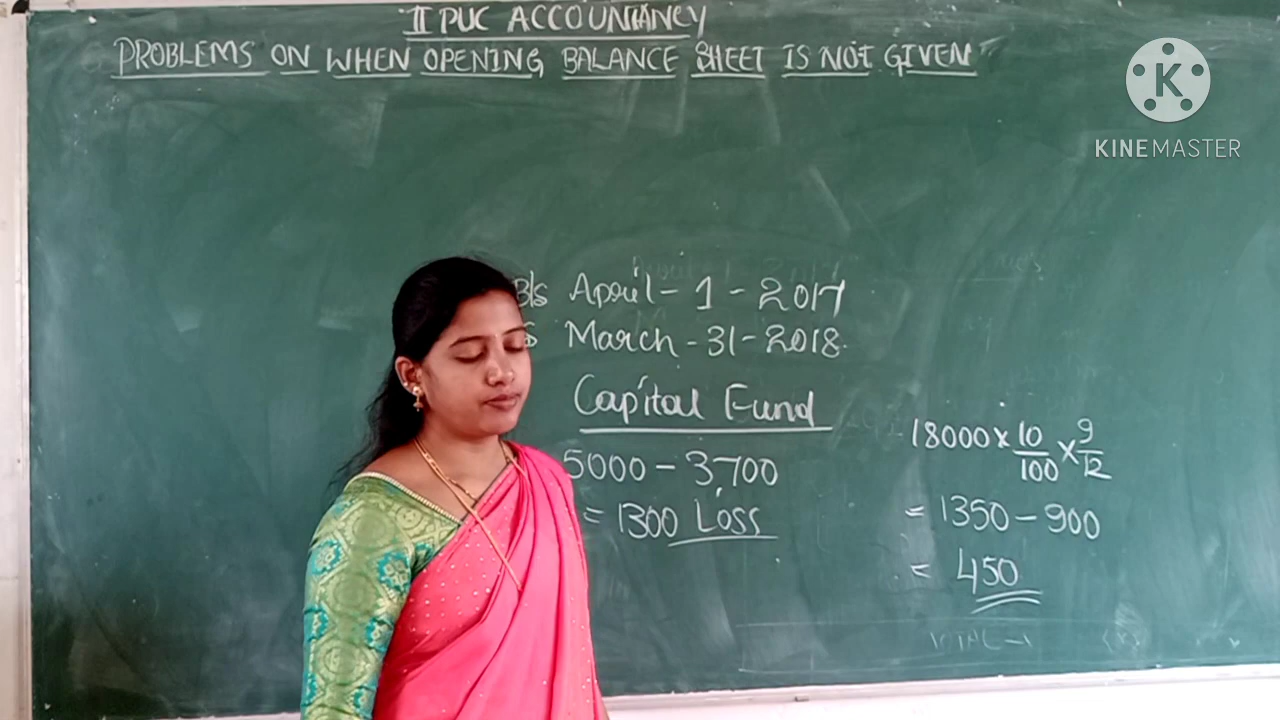 II PUC ACCOUNTANCY
PROBLEMS ON WHEN OPENING BALANCE SHEET IS NOT GIVEN"
K
KINEMASTER
B/s April - 1 - 2017
March - 31 - 2018.
Capital Fund
5000 - 3,700
= 1300 Loss
18000 x 10/100 x 9/12
= 1350 - 900
= 450